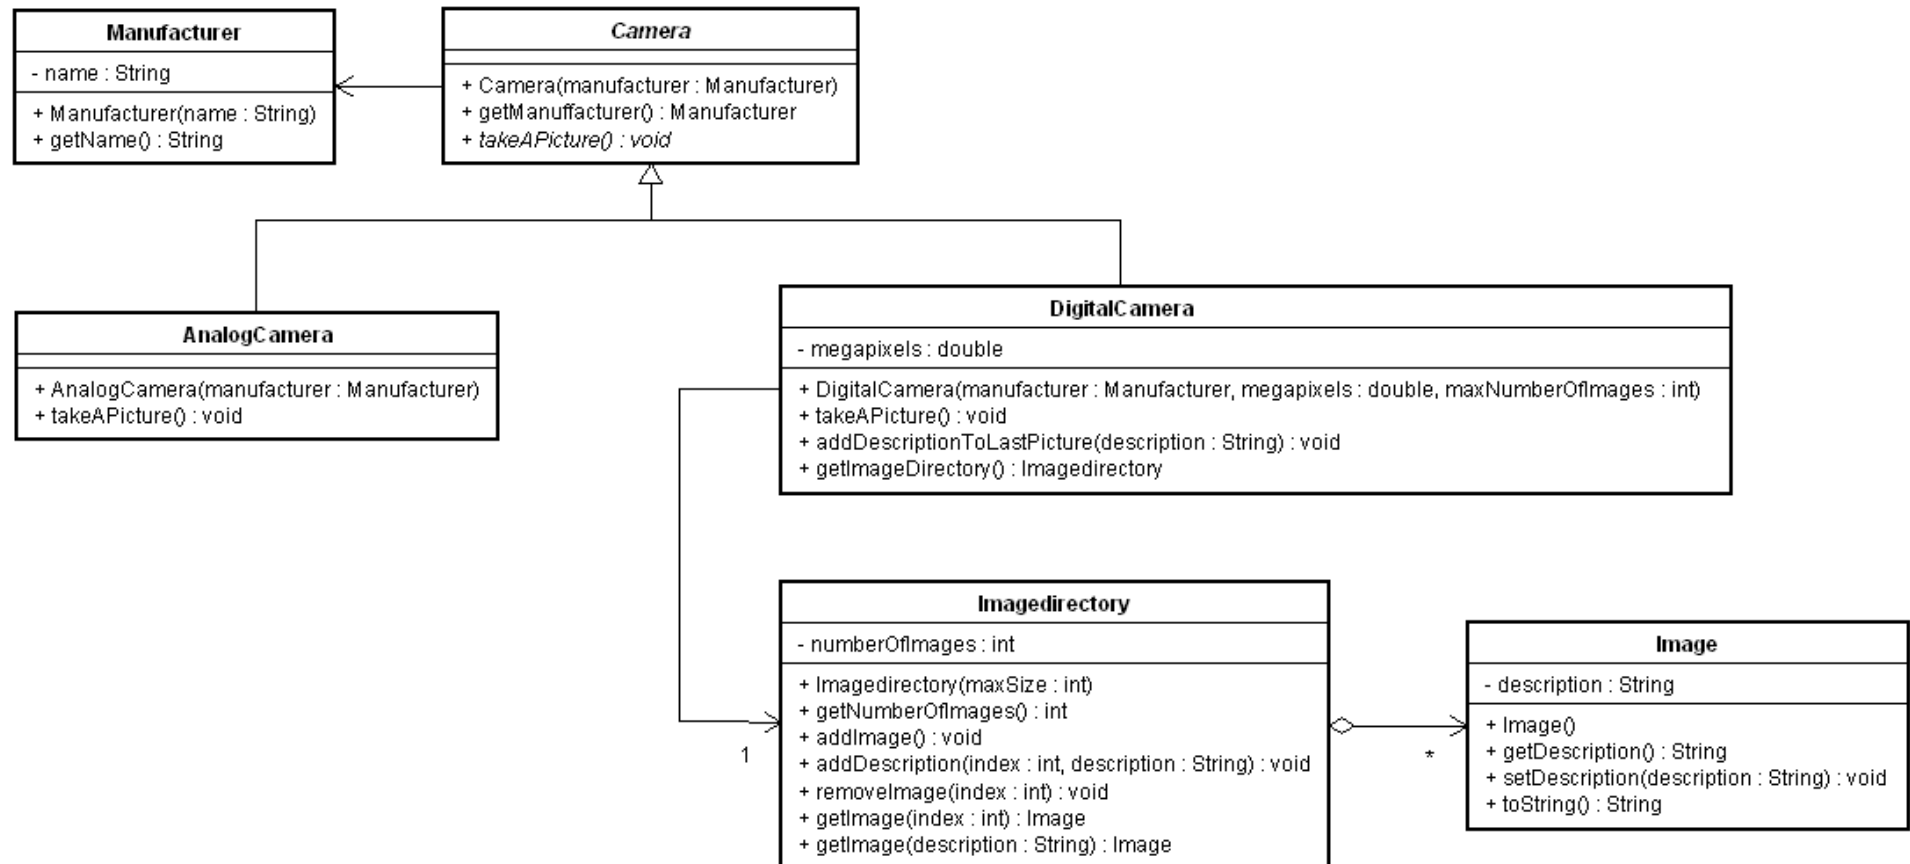 Manufacturer
- name : String
+ Manufacturer(name : String)
+ getName() : String
Camera
+ Camera(manufacturer : Manufacturer)
+ getManuffacturer() : Manufacturer
+ takeAPicture() : void
AnalogCamera
+ AnalogCamera(manufacturer : Manufacturer)
+ takeAPicture() : void
DigitalCamera
- megapixels : double
+ DigitalCamera(manufacturer : Manufacturer, megapixels : double, maxNumberOfImages : int)
+ takeAPicture() : void
+ addDescriptionToLastPicture(description : String) : void
+ getImageDirectory() : Imagedirectory
1
Imagedirectory
- numberOfImages : int
+ Imagedirectory(maxSize : int)
+ getNumberOfImages() : int
+ addImage() : void
+ addDescription(index : int, description : String) : void
+ removeImage(index : int) : void
+ getImage(index : int) : Image
+ getImage(description : String) : Image
*
Image
- description : String
+ Image()
+ getDescription() : String
+ setDescription(description : String) : void
+ toString() : String